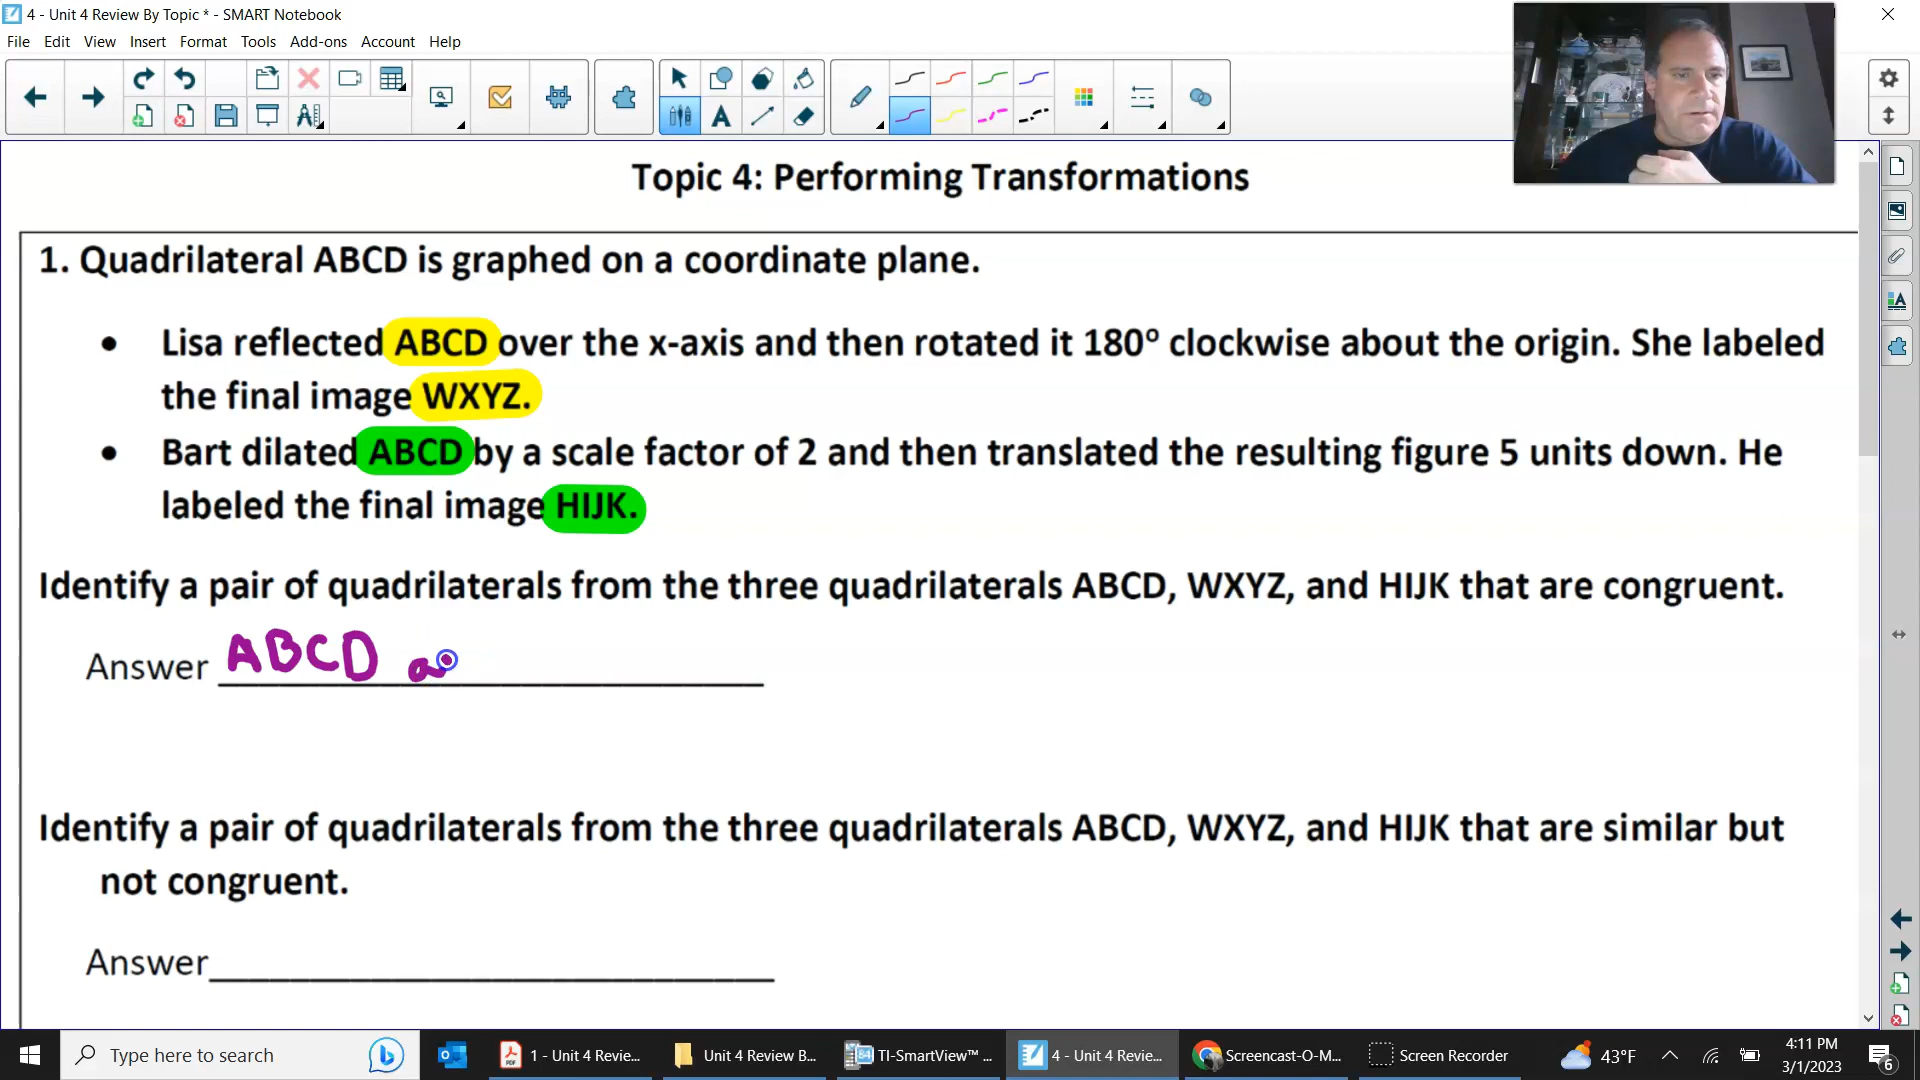 4 - Unit 4 Review By Topic * - SMART Notebook
File Edit View Insert Format Tools Add-ons Account Help
Topic 4: Performing Transformations
1. Quadrilateral ABCD is graphed on a coordinate plane.
• Lisa reflected ABCD over the x-axis and then rotated it 180° clockwise about the origin. She labeled
the final image WXYZ.
• Bart dilated ABCD by a scale factor of 2 and then translated the resulting figure 5 units down. He
labeled the final image HIJK.
Identify a pair of quadrilaterals from the three quadrilaterals ABCD, WXYZ, and HIJK that are congruent.
Answer ABCD a
Identify a pair of quadrilaterals from the three quadrilaterals ABCD, WXYZ, and HIJK that are similar but
not congruent.
Answer
Type here to search 1 - Unit 4 Revie... Unit 4 Review B... TI-SmartView™ ... 4 - Unit 4 Revie... Screencast-O-M... Screen Recorder 43°F 4:11 PM
3/1/2023 6